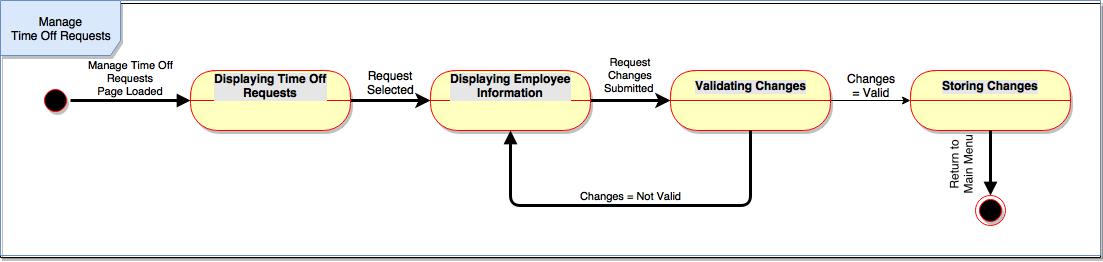 Manage
Time Off Requests
Manage Time Off
Requests
Page Loaded
Displaying Time Off
Requests
Request
Selected
Displaying Employee
Information
Request
Changes
Submitted
Validating Changes
Changes
= Valid
Storing Changes
Changes = Not Valid
Return to
Main Menu